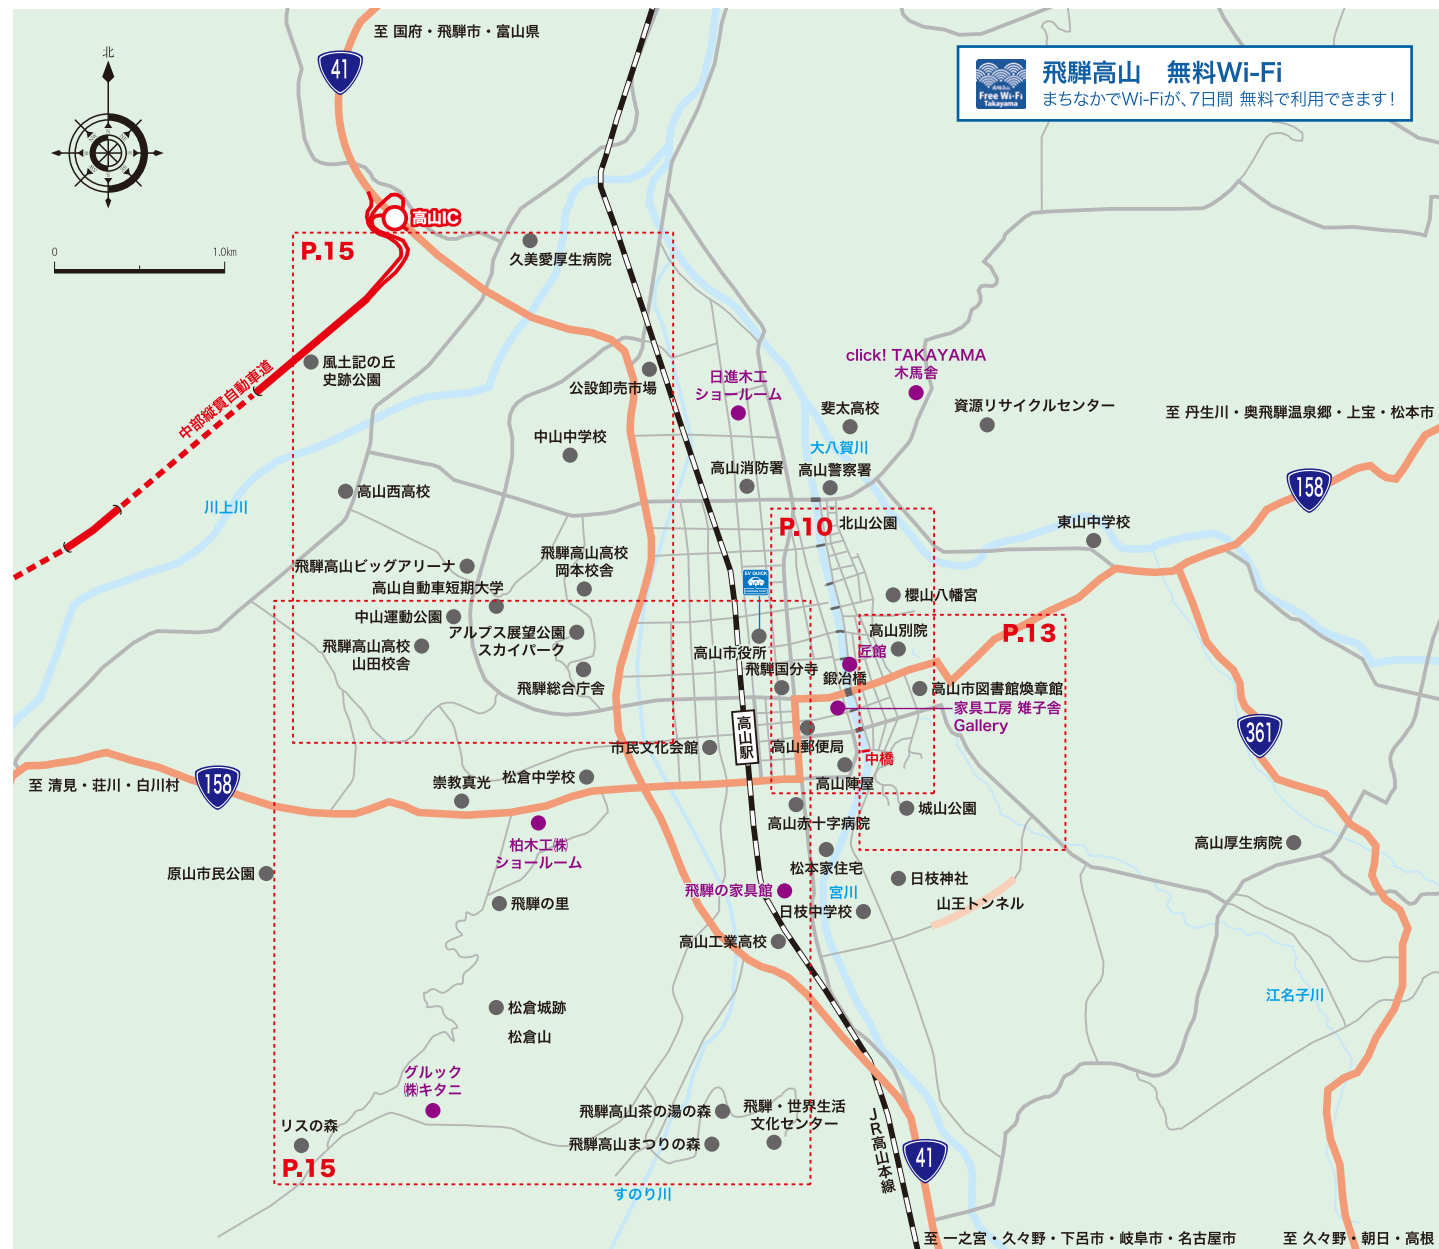 至 国府・飛騨市・富山県
41
北
飛騨高山 無料Wi-Fi
まちなかでWi-Fiが、7日間 無料で利用できます!
Free Wi-Fi
Takayama
高山IC
0
1.0km
P.15
久美愛厚生病院
中部縦貫自動車道
風土記の丘
史跡公園
公設卸売市場
日進木工
ショールーム
click! TAKAYAMA
木馬舎
斐太高校
資源リサイクルセンター
至 丹生川・奥飛騨温泉郷・上宝・松本市
中山中学校
大八賀川
高山消防署
高山警察署
158
高山西高校
川上川
P.10
北山公園
東山中学校
飛騨高山高校
岡本校舎
飛騨高山ビッグアリーナ
高山自動車短期大学
EV QUICK
櫻山八幡宮
中山運動公園
アルプス展望公園
スカイパーク
飛騨高山高校
山田校舎
高山市役所
高山別院
P.13
匠館
飛騨国分寺
鍛冶橋
飛騨総合庁舎
高山市図書館煥章館
家具工房 雉子舎
Gallery
高山駅
361
市民文化会館
高山郵便局
中橋
至 清見・荘川・白川村
158
崇教真光
松倉中学校
高山陣屋
城山公園
高山赤十字病院
柏木工㈱
ショールーム
高山厚生病院
原山市民公園
松本家住宅
日枝神社
飛騨の家具館
宮川
飛騨の里
日枝中学校
山王トンネル
高山工業高校
江名子川
松倉城跡
松倉山
グルック
㈱キタニ
飛騨高山茶の湯の森
飛騨・世界生活
文化センター
リスの森
飛騨高山まつりの森
JR高山本線
41
P.15
すのり川
至 一之宮・久々野・下呂市・岐阜市・名古屋市
至 久々野・朝日・高根